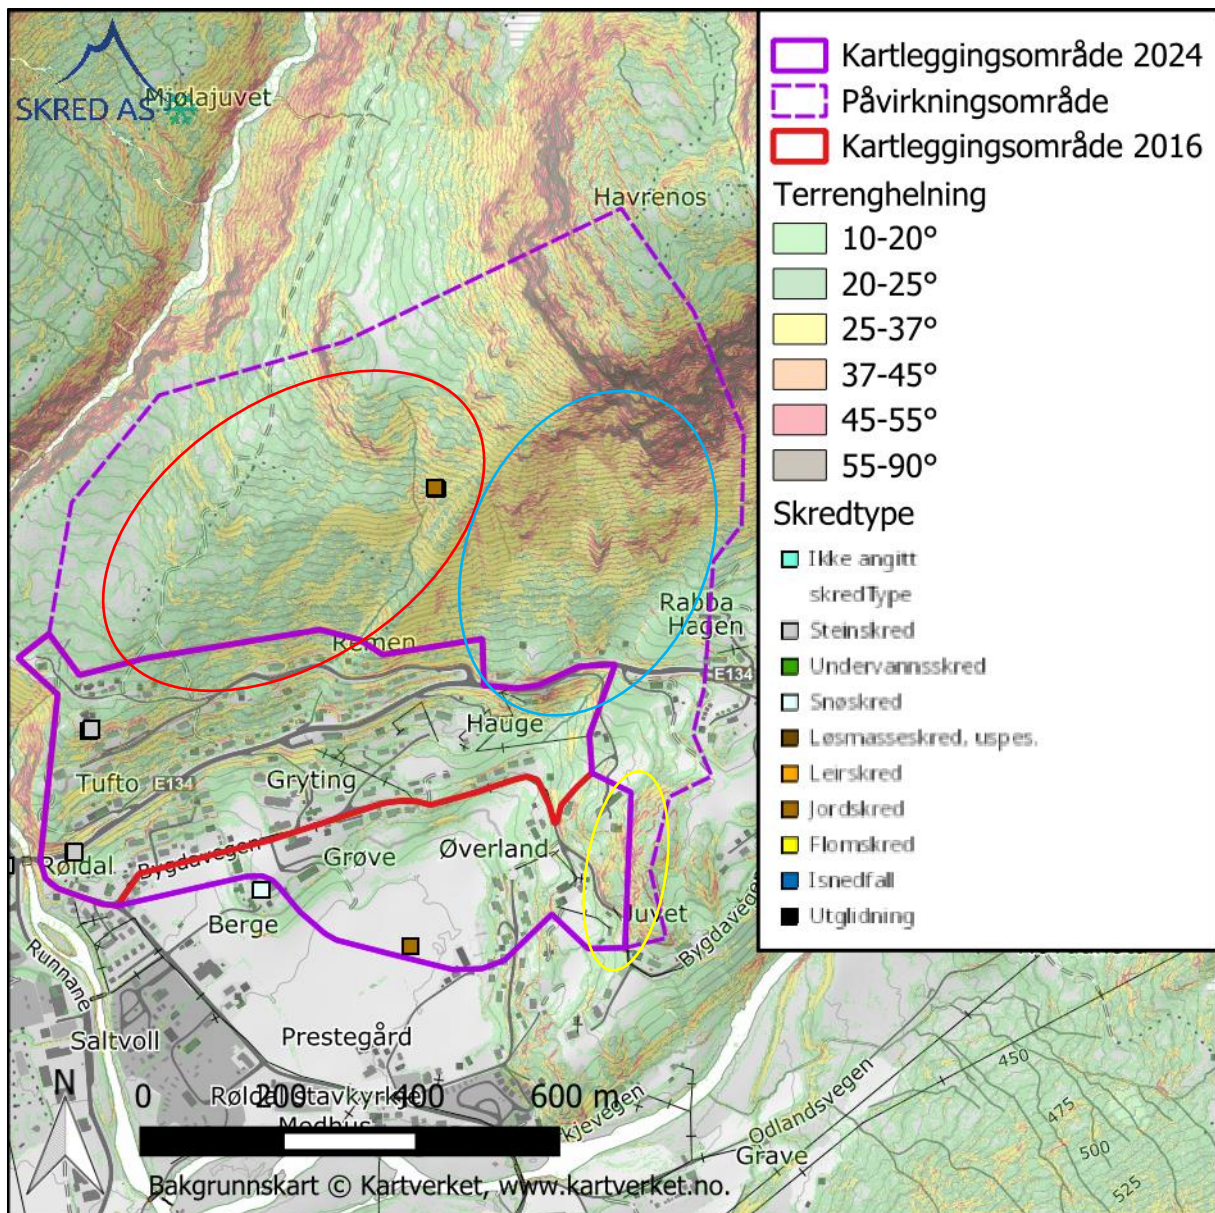 SKRED AS
Mjølajuvet
Havrenos
Remen
Rabba
Hagen
E134
Hauge
Tufto
E134
Gryting
Røldal
Bygdavegen
Grøve
Øverland
Berge
Juvet
Bygdavegen
Runnane
Saltvoll
Prestegård
Røldal stavkyrkje
Medhus
kjevegen
Odlandsvegen
Grave
450
475
500
525
N
0
200
400
600 m
Bakgrunnskart © Kartverket, www.kartverket.no.
Kartleggingsområde 2024
Påvirkningsområde
Kartleggingsområde 2016
Terrenghelning
10-20°
20-25°
25-37°
37-45°
45-55°
55-90°
Skredtype
Ikke angitt
skredType
Steinskred
Undervannsskred
Snøskred
Løsmasseskred, uspes.
Leirskred
Jordskred
Flomskred
Isnedfall
Utglidning